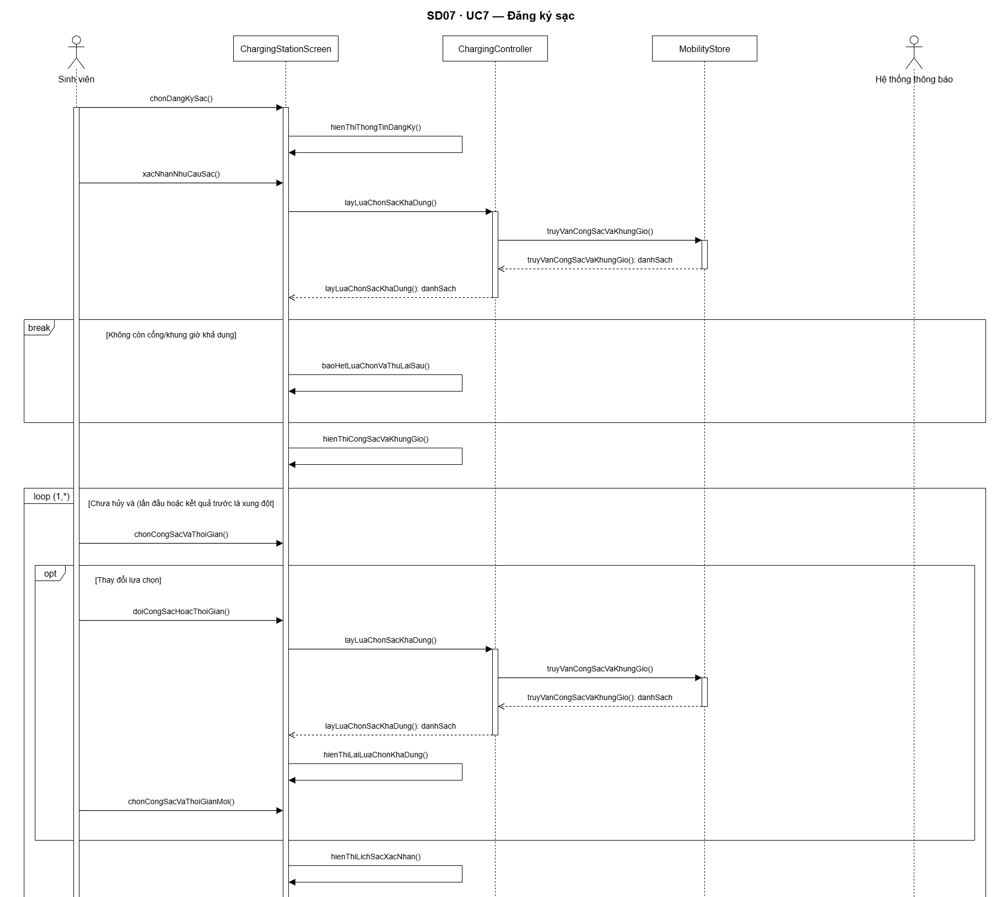 SD07 · UC7 — Đăng ký sạc
ChargingStationScreen
ChargingController
MobilityStore
Sinh viên
Hệ thống thông báo
chonDangKySac()
hienThiThongTinDangKy()
xacNhanNhuCauSac()
layLuaChonSacKhaDung()
truyVanCongSacVaKhungGio()
truyVanCongSacVaKhungGio(): danhSach
layLuaChonSacKhaDung(): danhSach
break
[Không còn cổng/khung giờ khả dụng]
baoHetLuaChonVaThuLaiSau()
hienThiCongSacVaKhungGio()
loop (1,*)
[Chưa hủy và (lần đầu hoặc kết quả trước là xung đột]
chonCongSacVaThoiGian()
opt
[Thay đổi lựa chọn]
doiCongSacHoacThoiGian()
layLuaChonSacKhaDung()
truyVanCongSacVaKhungGio()
truyVanCongSacVaKhungGio(): danhSach
layLuaChonSacKhaDung(): danhSach
hienThiLaiLuaChonKhaDung()
chonCongSacVaThoiGianMoi()
hienThiLichSacXacNhan()